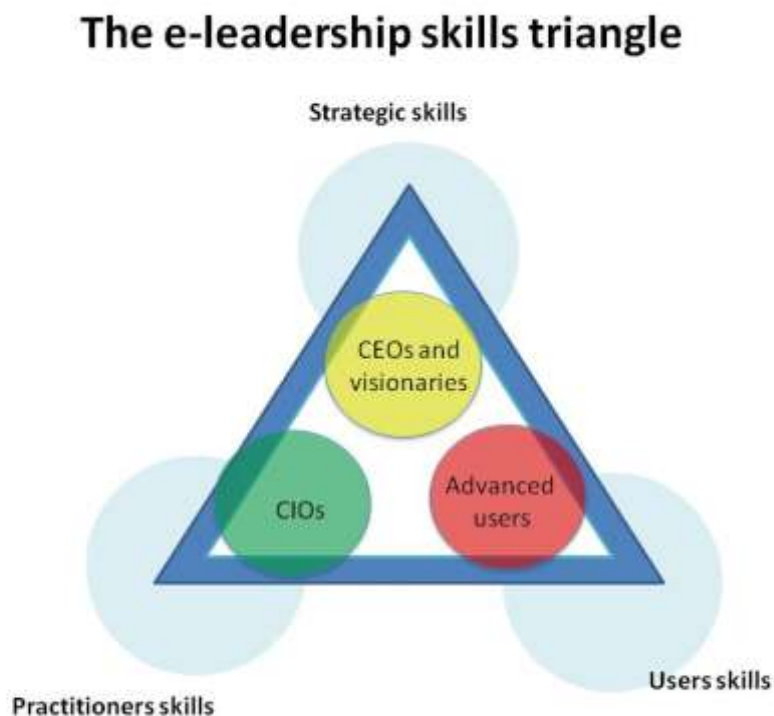 The e-leadership skills triangle
Strategic skills
CEOs and
visionaries
CIOs
Advanced
users
Users skills
Practitioners skills